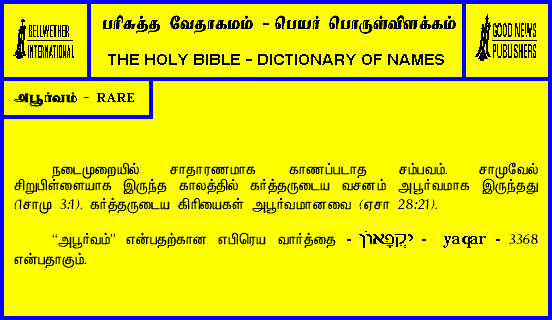 BELLWETHER
INTERNATIONAL
பரிசுத்த வேதாகமம் - பெயர் பொருள்விளக்கம்
THE HOLY BIBLE - DICTIONARY OF NAMES
GOOD NEWS
PUBLISHERS
அபூர்வம் - RARE
நடைமுறையில் சாதாரணமாக காணப்படாத சம்பவம். சாமுவேல்
சிறுபிள்ளையாக இருந்த காலத்தில் கர்த்தருடைய வசனம் அபூர்வமாக இருந்தது
(1சாமு 3:1). கர்த்தருடைய கிரியைகள் அபூர்வமானவை (ஏசா 28:21).
“அபூர்வம்” என்பதற்கான எபிரெய வார்த்தை - יִקְפָּאוֹן - yaqar - 3368
என்பதாகும்.